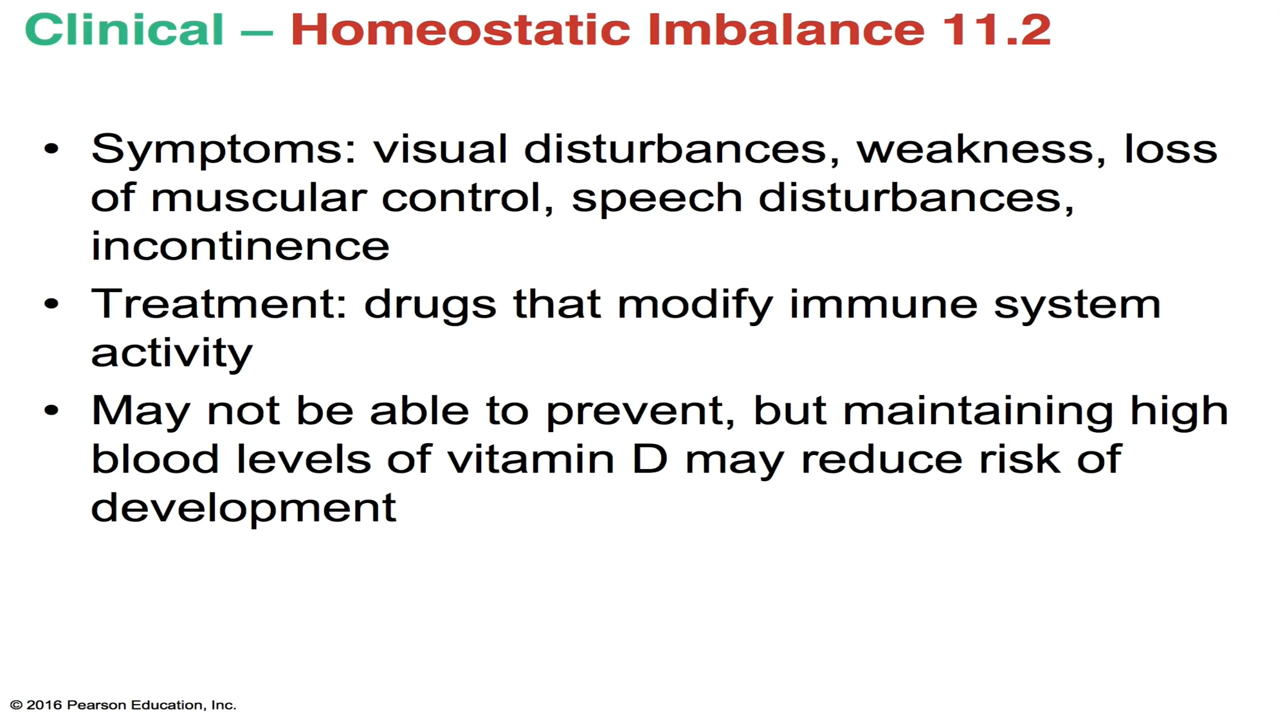 Clinical – Homeostatic Imbalance 11.2
• Symptoms: visual disturbances, weakness, loss
of muscular control, speech disturbances,
incontinence
• Treatment: drugs that modify immune system
activity
• May not be able to prevent, but maintaining high
blood levels of vitamin D may reduce risk of
development
© 2016 Pearson Education, Inc.